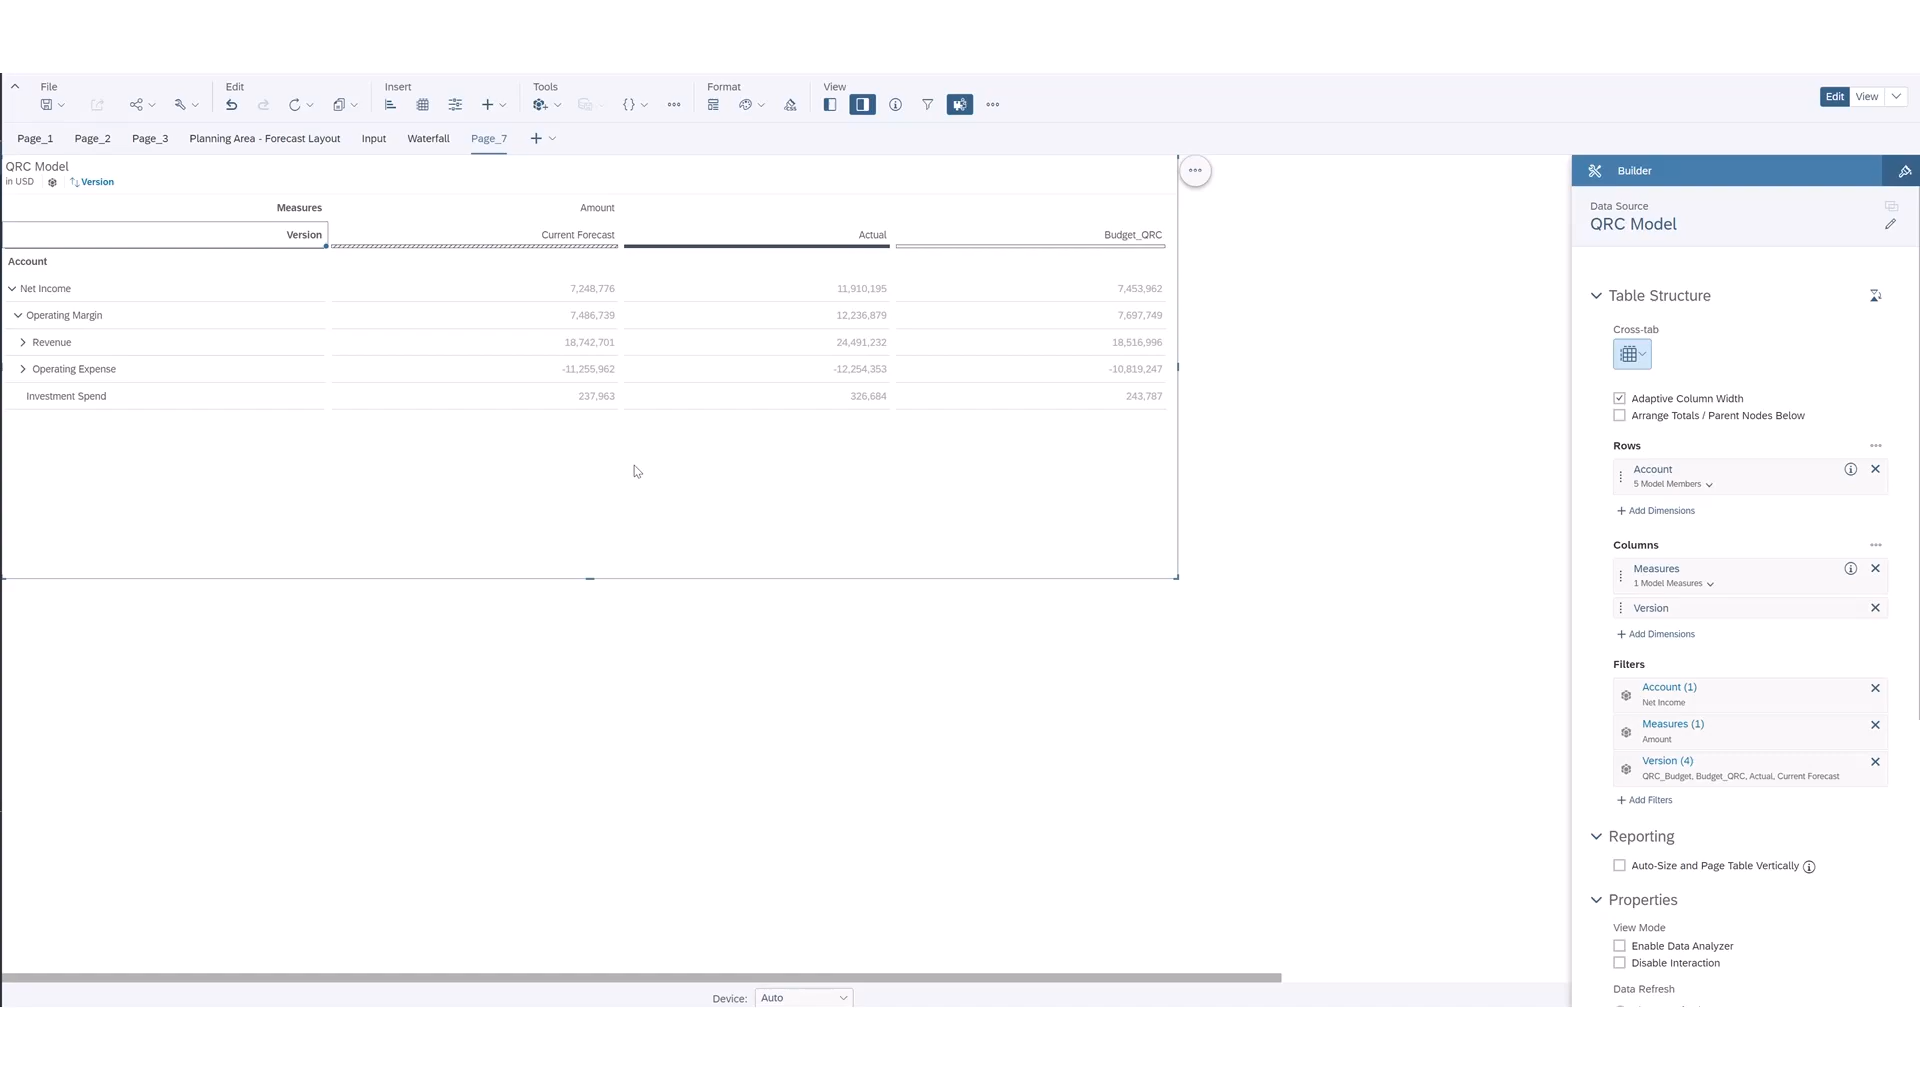 File
Edit
Insert
Tools
Format
View
Edit
View
Page_1
Page_2
Page_3
Planning Area - Forecast Layout
Input
Waterfall
Page_7
QRC Model
in USD
Version
Measures
Amount
Version
Current Forecast
Actual
Budget_QRC
Account
Net Income
7,248,776
11,910,195
7,453,962
Operating Margin
7,486,739
12,236,879
7,697,749
Revenue
18,742,701
24,491,232
18,516,996
Operating Expense
-11,255,962
-12,254,353
-10,819,247
Investment Spend
237,963
326,684
243,787
Device:
Auto
Builder
Data Source
QRC Model
Table Structure
Cross-tab
Adaptive Column Width
Arrange Totals / Parent Nodes Below
Rows
Account
5 Model Members
+ Add Dimensions
Columns
Measures
1 Model Measures
Version
+ Add Dimensions
Filters
Account (1)
Net Income
Measures (1)
Amount
Version (4)
QRC_Budget, Budget_QRC, Actual, Current Forecast
+ Add Filters
Reporting
Auto-Size and Page Table Vertically
Properties
View Mode
Enable Data Analyzer
Disable Interaction
Data Refresh